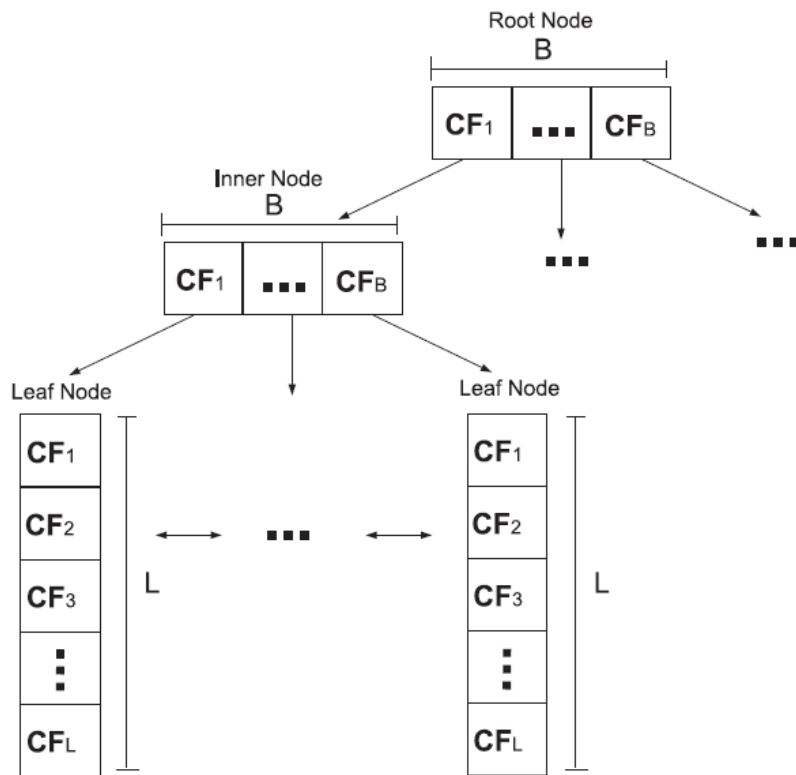 Root Node
B
CF1 ... CFB
Inner Node
B
... ...
CF1 ... CFB
Leaf Node Leaf Node
CF1 CF1
CF2 ... CF2
L L
CF3 CF3
... ...
CFL CFL